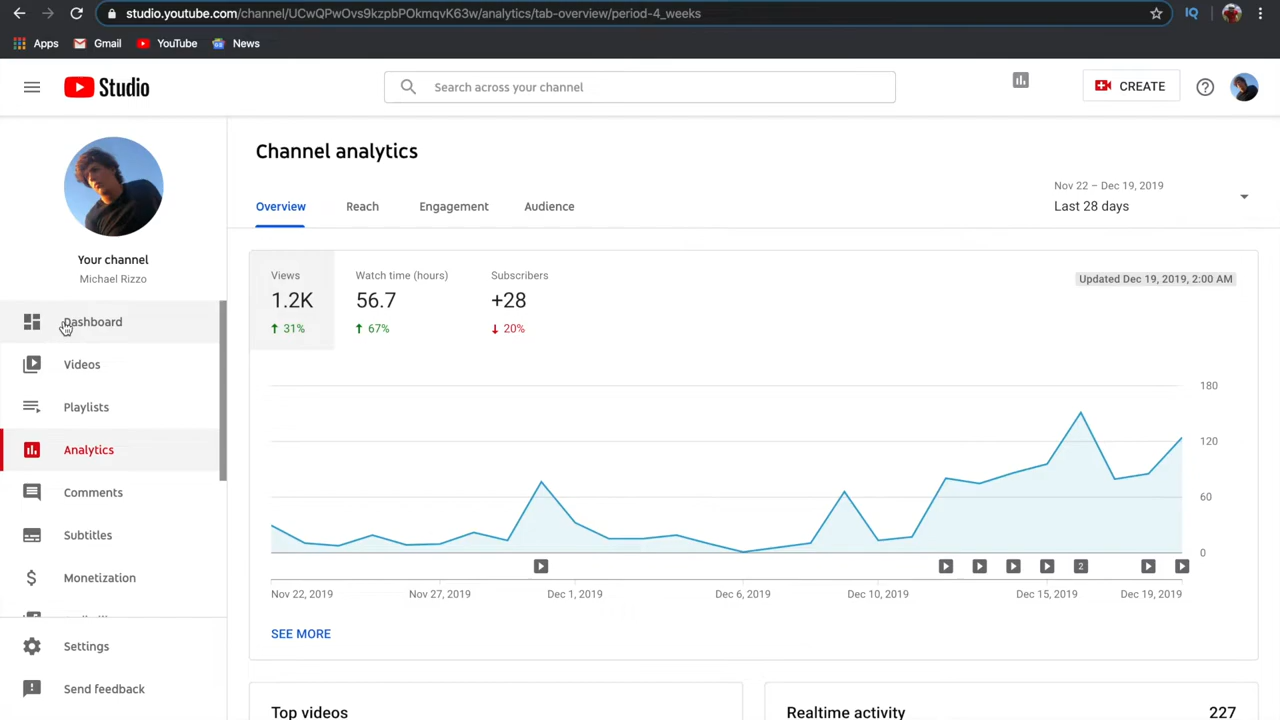 studio.youtube.com/channel/UCwQPwOvs9kzpbPOkmqvK63w/analytics/tab-overview/period-4_weeks
IQ
Apps
Gmail
YouTube
News
Studio
Search across your channel
CREATE
Your channel
Michael Rizzo
Dashboard
Videos
Playlists
Analytics
Comments
Subtitles
$ Monetization
Settings
Send feedback
Channel analytics
Overview
Reach
Engagement
Audience
Nov 22 – Dec 19, 2019
Last 28 days
Views
1.2K
31%
Watch time (hours)
56.7
67%
Subscribers
+28
20%
Updated Dec 19, 2019, 2:00 AM
180
120
60
0
2
Nov 22, 2019
Nov 27, 2019
Dec 1, 2019
Dec 6, 2019
Dec 10, 2019
Dec 15, 2019
Dec 19, 2019
SEE MORE
Top videos
Realtime activity
227